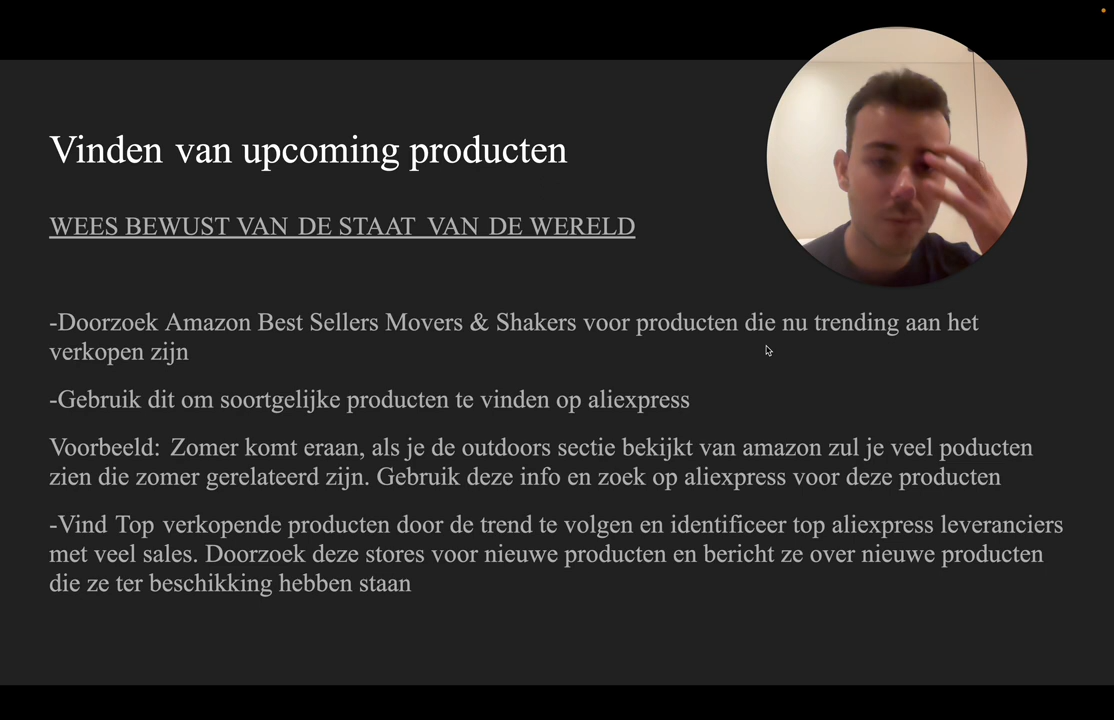 Vinden van upcoming producten
WEES BEWUST VAN DE STAAT VAN DE WERELD
-Doorzoek Amazon Best Sellers Movers & Shakers voor producten die nu trending aan het
verkopen zijn
-Gebruik dit om soortgelijke producten te vinden op aliexpress
Voorbeeld: Zomer komt eraan, als je de outdoors sectie bekijkt van amazon zul je veel poducten
zien die zomer gerelateerd zijn. Gebruik deze info en zoek op aliexpress voor deze producten
-Vind Top verkopende producten door de trend te volgen en identificeer top aliexpress leveranciers
met veel sales. Doorzoek deze stores voor nieuwe producten en bericht ze over nieuwe producten
die ze ter beschikking hebben staan